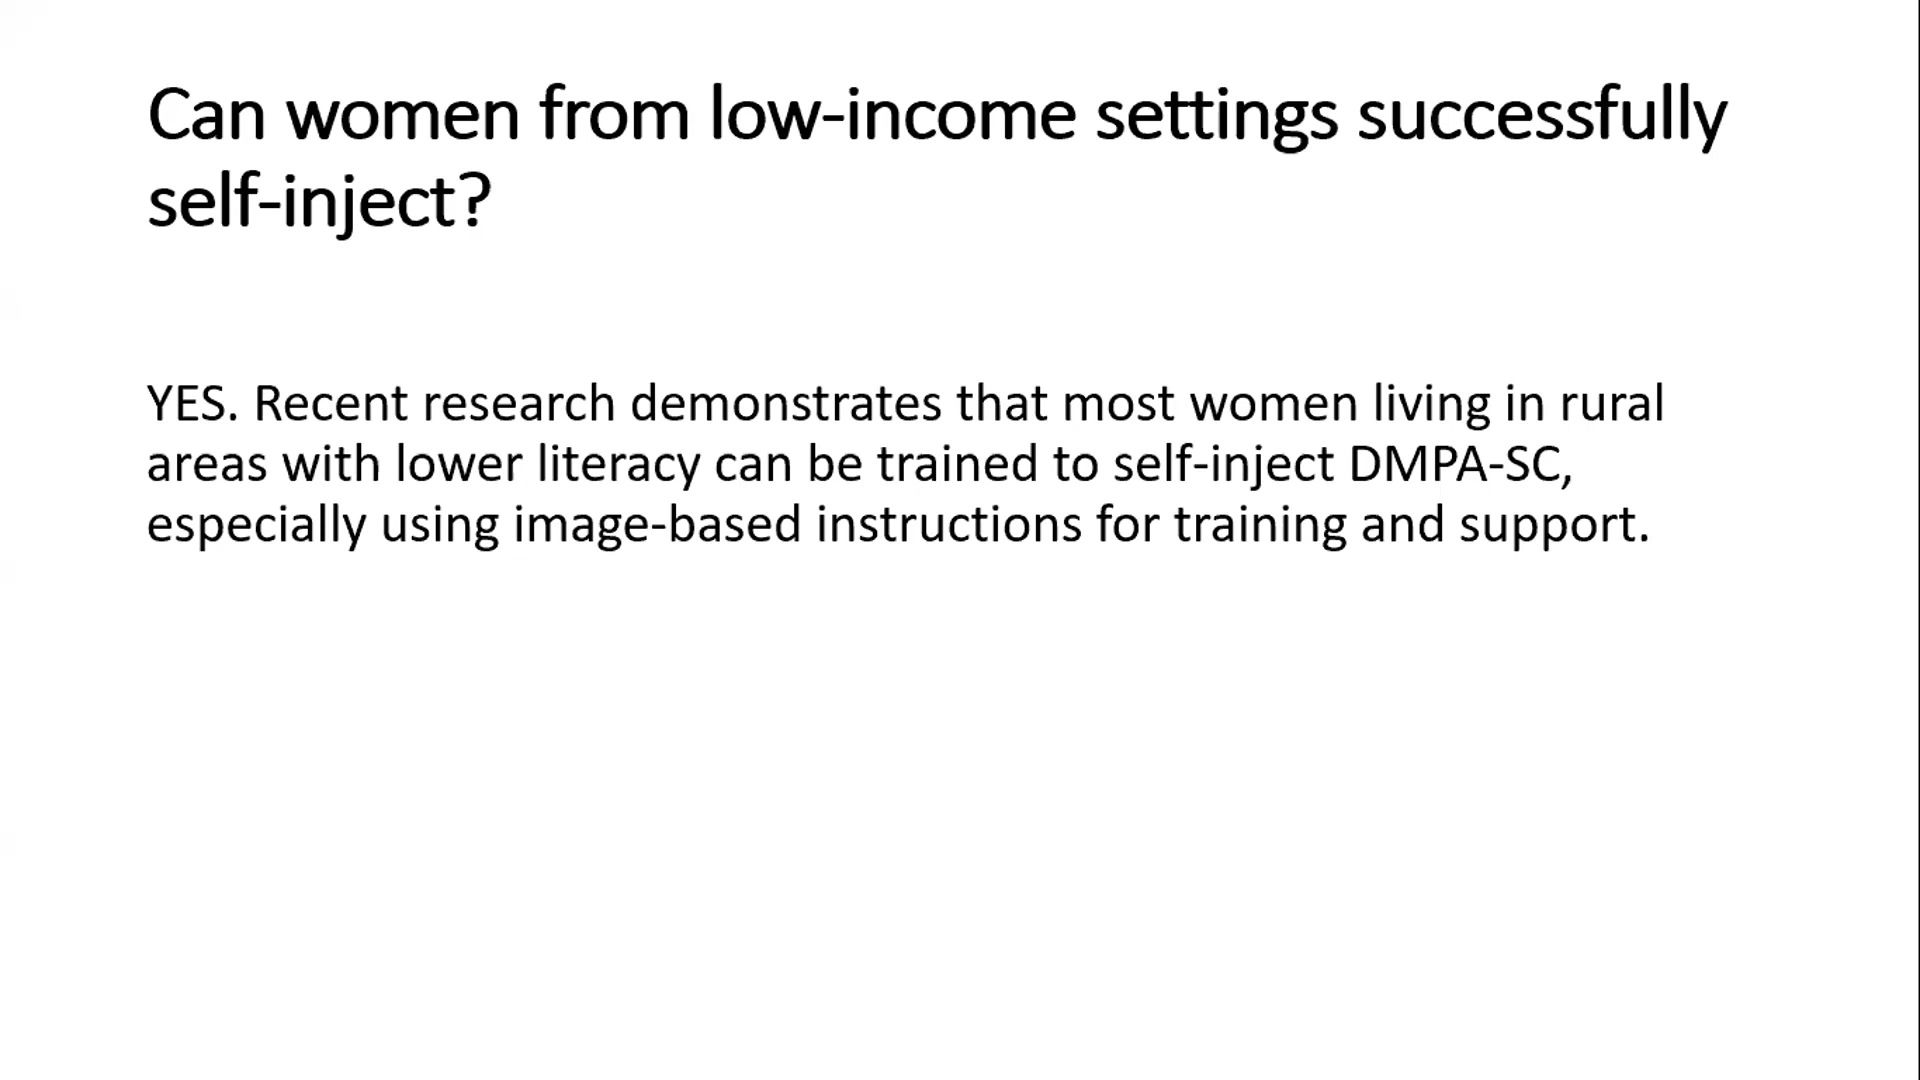 Can women from low-income settings successfully
self-inject?
YES. Recent research demonstrates that most women living in rural
areas with lower literacy can be trained to self-inject DMPA-SC,
especially using image-based instructions for training and support.